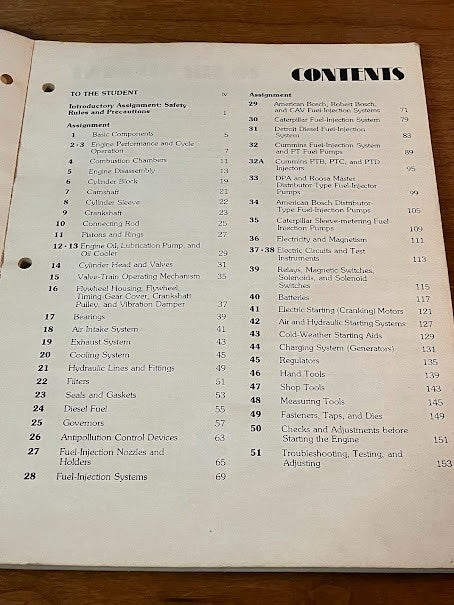 CONTENTS
TO THE STUDENT iv
Introductory Assignment: Safety
Rules and Precautions 1
Assignment
1 Basic Components 5
2-3 Engine Performance and Cycle
Operation 7
4 Combustion Chambers 11
5 Engine Disassembly 13
6 Cylinder Block 19
7 Camshaft 21
8 Cylinder Sleeve 22
9 Crankshaft 23
10 Connecting Rod 25
11 Pistons and Rings 27
12-13 Engine Oil, Lubrication Pump, and
Oil Cooler 29
14 Cylinder Head and Valves 31
15 Valve-Train Operating Mechanism 35
16 Flywheel Housing, Flywheel,
Timing-Gear Cover, Crankshaft
Pulley, and Vibration Damper 37
17 Bearings 39
18 Air Intake System 41
19 Exhaust System 43
20 Cooling System 45
21 Hydraulic Lines and Fittings 49
22 Filters 51
23 Seals and Gaskets 53
24 Diesel Fuel 55
25 Governors 57
26 Antipollution Control Devices 63
27 Fuel-Injection Nozzles and
Holders 65
28 Fuel-Injection Systems 69
Assignment
29 American Bosch, Robert Bosch,
and CAV Fuel-Injection Systems 71
30 Caterpillar Fuel-Injection System 79
31 Detroit Diesel Fuel-Injection
System 83
32 Cummins Fuel-Injection System
and PT Fuel Pumps 89
32A Cummins PTB, PTC, and PTD
Injectors 95
33 DPA and Roosa Master
Distributor-Type Fuel-Injector
Pumps 99
34 American Bosch Distributor-
Type Fuel-Injection Pumps 105
35 Caterpillar Sleeve-metering Fuel
Injection Pumps 109
36 Electricity and Magnetism 111
37-38 Electric Circuits and Test
Instruments 113
39 Relays, Magnetic Switches,
Solenoids, and Solenoid
Switches 115
40 Batteries 117
41 Electric Starting (Cranking) Motors 121
42 Air and Hydraulic Starting Systems 127
43 Cold-Weather Starting Aids 129
44 Charging System (Generators) 131
45 Regulators 135
46 Hand Tools 139
47 Shop Tools 143
48 Measuring Tools 145
49 Fasteners, Taps, and Dies 149
50 Checks and Adjustments before
Starting the Engine 151
51 Troubleshooting, Testing, and
Adjusting 153